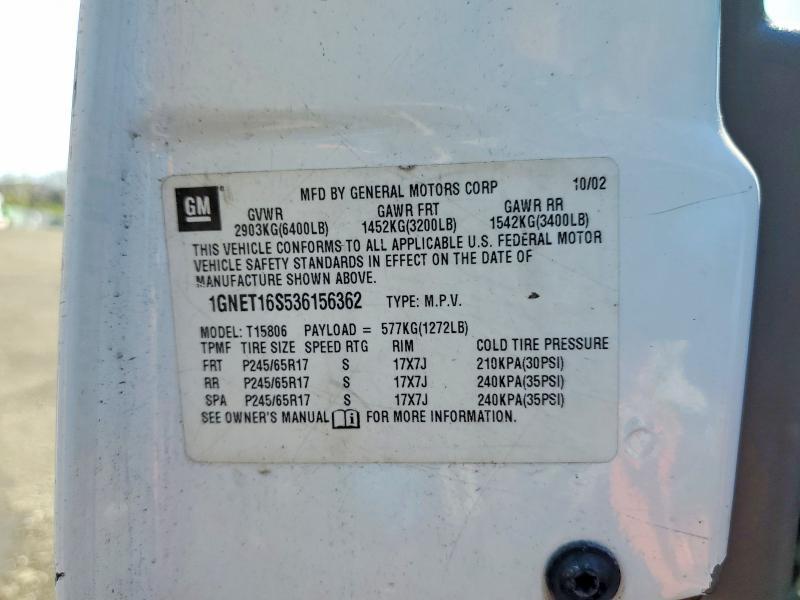 GM
MFD BY GENERAL MOTORS CORP 10/02
GVWR GAWR FRT GAWR RR
2903KG(6400LB) 1452KG(3200LB) 1542KG(3400LB)
THIS VEHICLE CONFORMS TO ALL APPLICABLE U.S. FEDERAL MOTOR
VEHICLE SAFETY STANDARDS IN EFFECT ON THE DATE OF
MANUFACTURE SHOWN ABOVE.
1GNET16S536156362 TYPE: M.P.V.
MODEL: T15806 PAYLOAD = 577KG(1272LB)
TPMF TIRE SIZE SPEED RTG RIM COLD TIRE PRESSURE
FRT P245/65R17 S 17X7J 210KPA(30PSI)
RR P245/65R17 S 17X7J 240KPA(35PSI)
SPA P245/65R17 S 17X7J 240KPA(35PSI)
SEE OWNER'S MANUAL i FOR MORE INFORMATION.